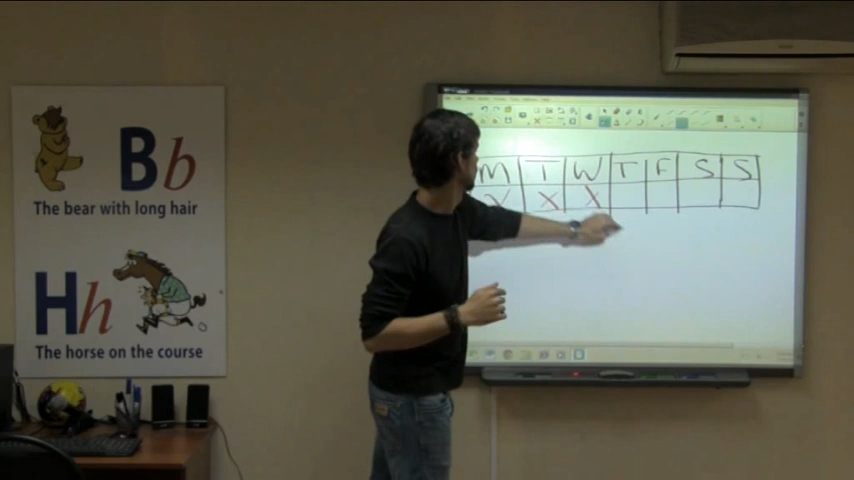 Bb
The bear with long hair
Hh
The horse on the course
M T W T F S S
X X X